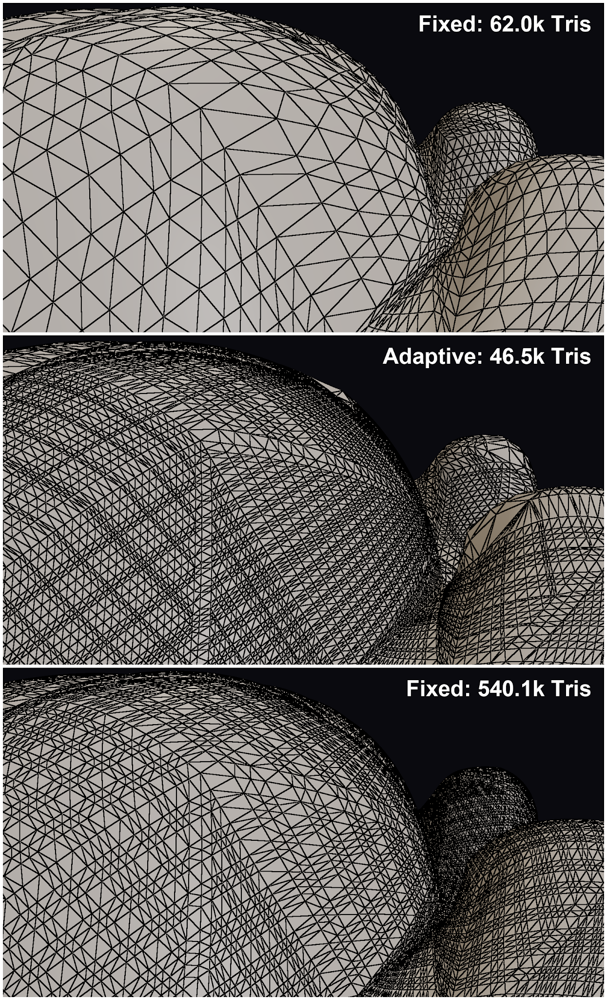 Fixed: 62.0k Tris
Adaptive: 46.5k Tris
Fixed: 540.1k Tris